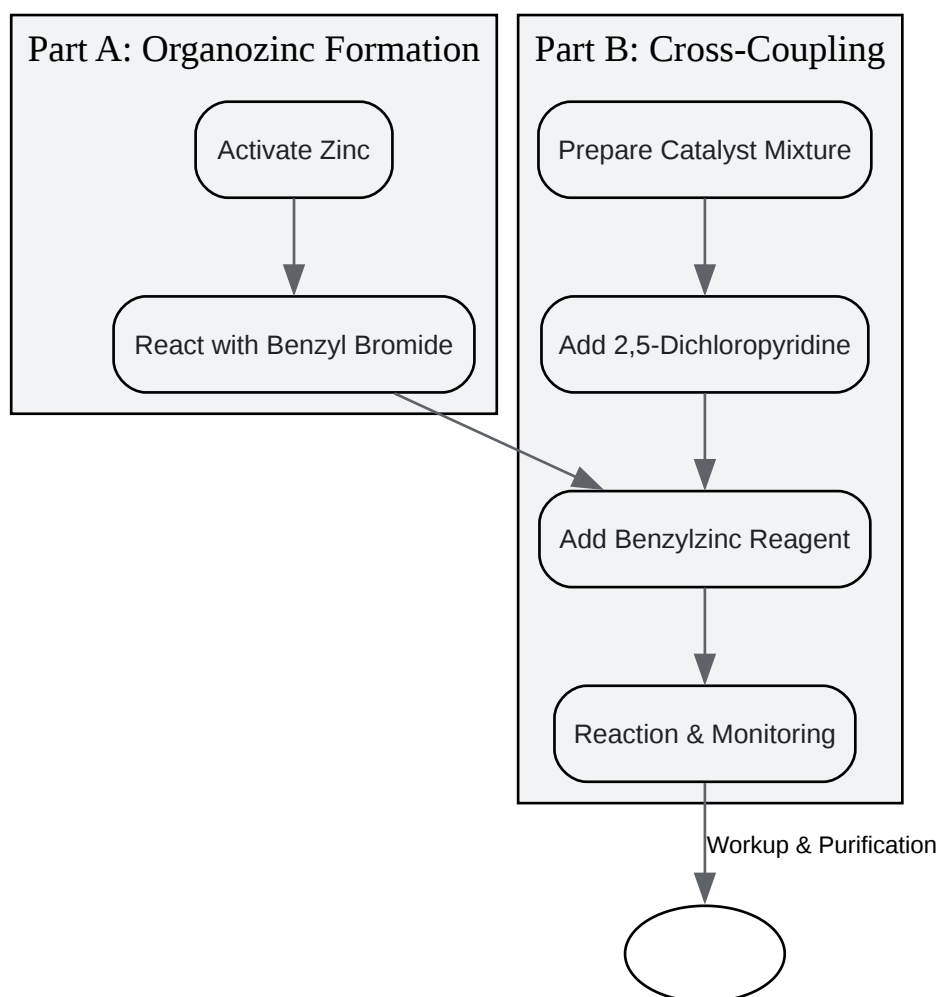 Part A: Organozinc Formation
Activate Zinc
React with Benzyl Bromide
Part B: Cross-Coupling
Prepare Catalyst Mixture
Add 2,5-Dichloropyridine
Add Benzylzinc Reagent
Reaction & Monitoring
Workup & Purification